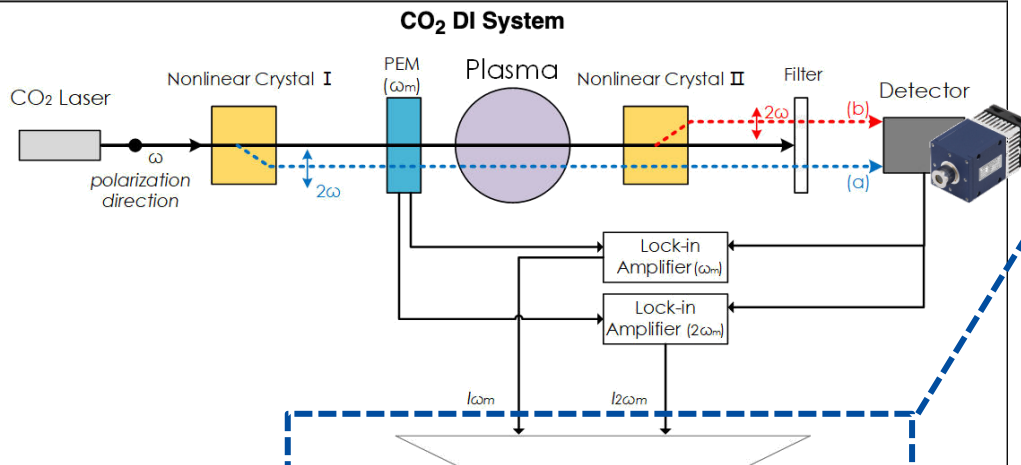 CO₂ DI System
CO₂ Laser
Nonlinear Crystal Ⅰ
PEM
(ωₘ)
Plasma
Nonlinear Crystal Ⅱ
Filter
Detector
ω
polarization
direction
2ω
2ω
(b)
(a)
Lock-in
Amplifier(ωₘ)
Lock-in
Amplifier (2ωₘ)
Iωₘ
I2ωₘ